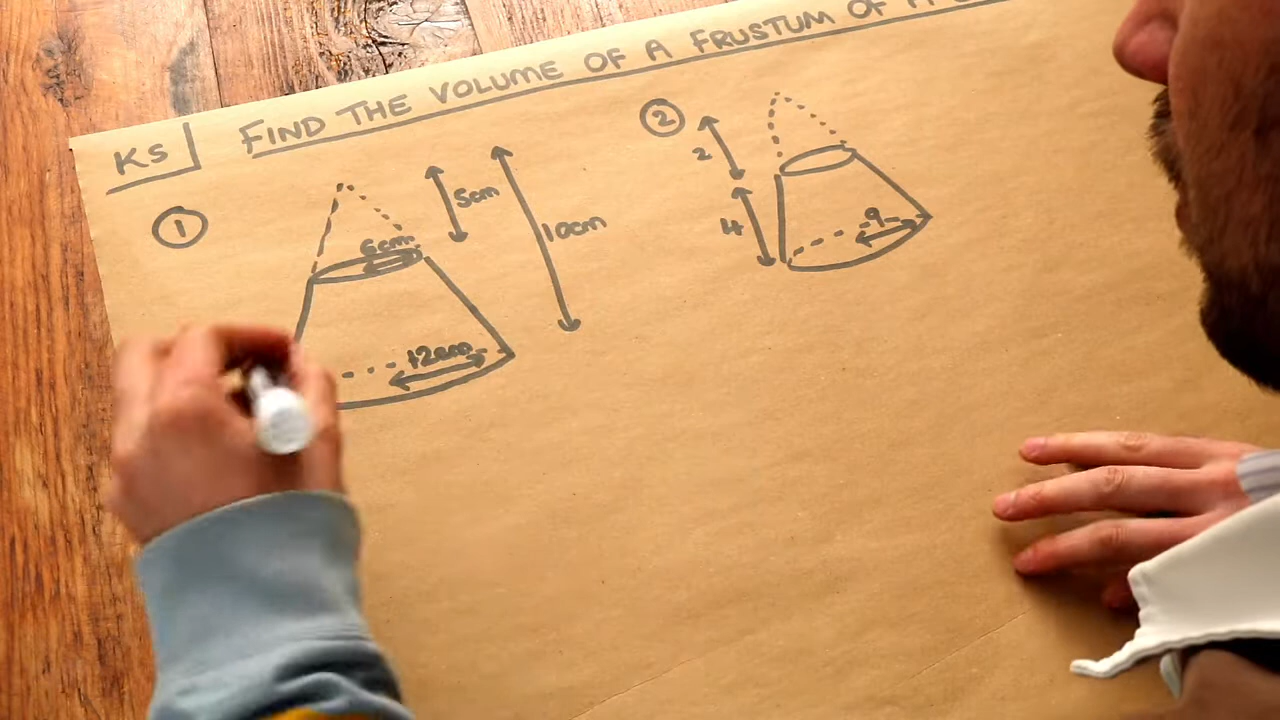 KS
FIND THE VOLUME OF A FRUSTUM OF A
①
6cm
5cm
10cm
12cm
②
2
4
9